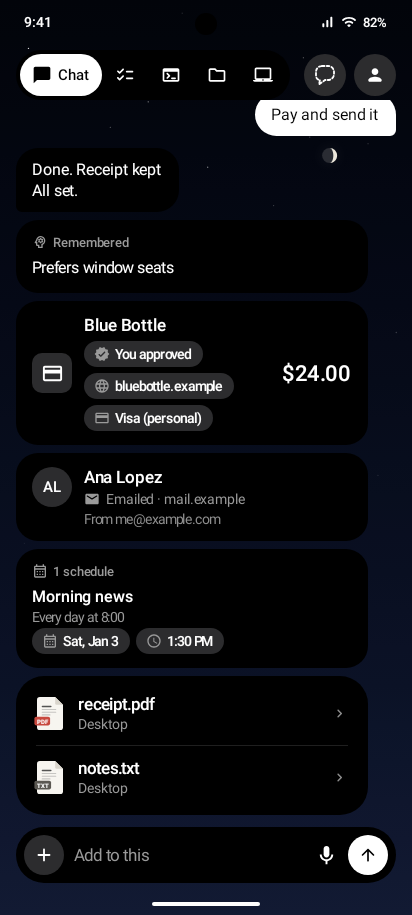 9:41
82%
Chat
Pay and send it
Done. Receipt kept
All set.
Remembered
Prefers window seats
Blue Bottle
You approved
bluebottle.example
Visa (personal)
$24.00
AL
Ana Lopez
Emailed · mail.example
From me@example.com
1 schedule
Morning news
Every day at 8:00
Sat, Jan 3
1:30 PM
receipt.pdf
Desktop
PDF
notes.txt
Desktop
TXT
Add to this